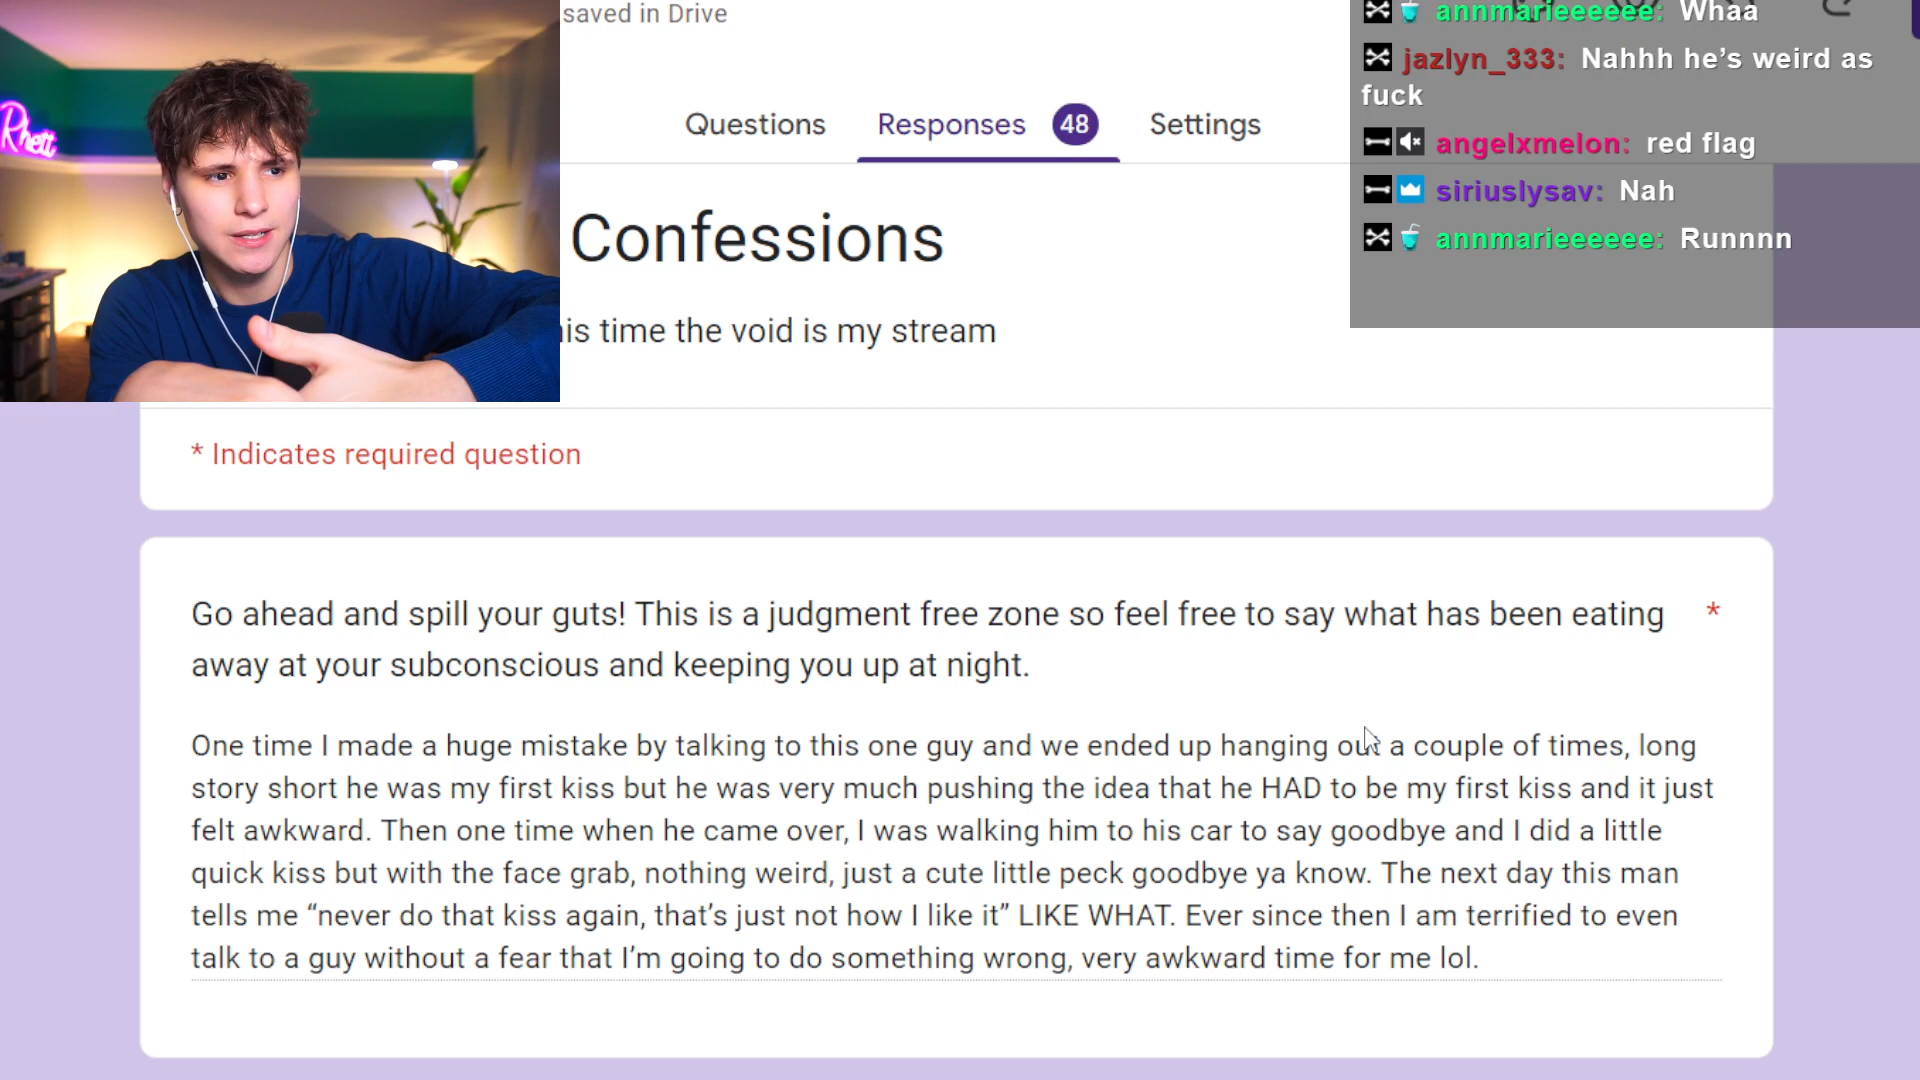 saved in Drive
Rhett
Questions Responses 48 Settings
Confessions
his time the void is my stream
annmarieeeeee: Whaa
jazlyn_333: Nahhh he's weird as
fuck
angelxmelon: red flag
siriuslysav: Nah
annmarieeeeee: Runnnn
* Indicates required question
Go ahead and spill your guts! This is a judgment free zone so feel free to say what has been eating *
away at your subconscious and keeping you up at night.
One time I made a huge mistake by talking to this one guy and we ended up hanging out a couple of times, long
story short he was my first kiss but he was very much pushing the idea that he HAD to be my first kiss and it just
felt awkward. Then one time when he came over, I was walking him to his car to say goodbye and I did a little
quick kiss but with the face grab, nothing weird, just a cute little peck goodbye ya know. The next day this man
tells me “never do that kiss again, that’s just not how I like it” LIKE WHAT. Ever since then I am terrified to even
talk to a guy without a fear that I’m going to do something wrong, very awkward time for me lol.